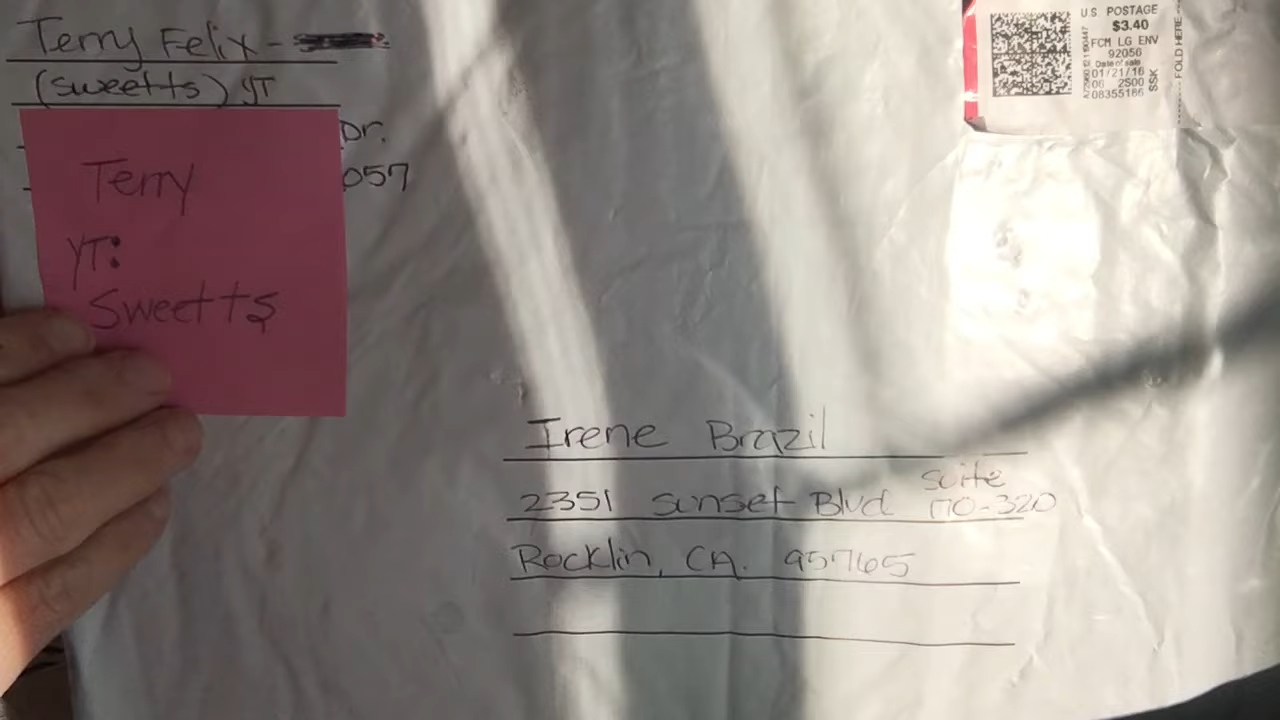 Terry Felix -
(sweetts) YT
Dr.
057
Terry
YT:
Sweetts
U.S. POSTAGE
$3.40
FCM LG ENV
92056
Date of sale
01/21/16
06 2S00
08355186
SSK
FOLD HERE
Irene Brazil
2351 Sunset Blvd Suite 170-320
Rocklin, CA. 95765